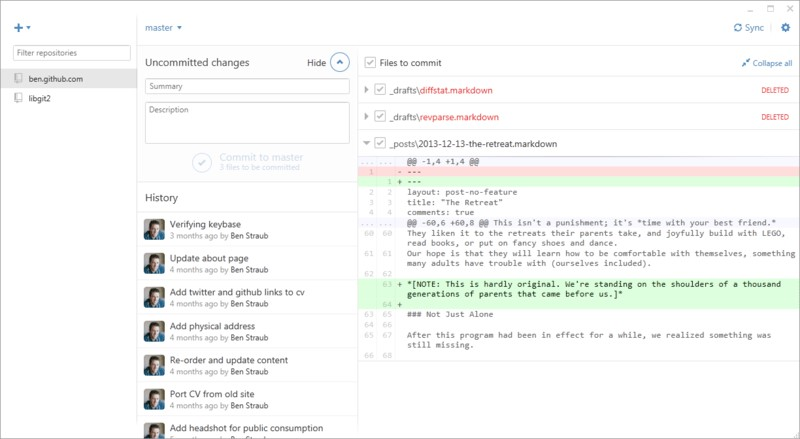 master
Sync
Filter repositories
ben.github.com
libgit2
Uncommitted changes
Hide
Summary
Description
Commit to master
3 files to be committed
History
Verifying keybase
3 months ago by Ben Straub
Update about page
4 months ago by Ben Straub
Add twitter and github links to cv
4 months ago by Ben Straub
Add physical address
4 months ago by Ben Straub
Re-order and update content
4 months ago by Ben Straub
Port CV from old site
4 months ago by Ben Straub
Add headshot for public consumption
Files to commit
Collapse all
_drafts\diffstat.markdown DELETED
_drafts\revparse.markdown DELETED
_posts\2013-12-13-the-retreat.markdown
... ... @@ -1,4 +1,4 @@
1 - ---
1 + ---
2 2 layout: post-no-feature
3 3 title: "The Retreat"
4 4 comments: true
... ... @@ -60,6 +60,8 @@ This isn't a punishment; it's *time with your best friend.*
60 60 They liken it to the retreats their parents take, and joyfully build with LEGO,
read books, or put on fancy shoes and dance.
61 61 Our hope is that they will learn how to be comfortable with themselves, something
many adults have trouble with (ourselves included).
62 62
63 + *[NOTE: This is hardly original. We're standing on the shoulders of a thousand
generations of parents that came before us.]*
64 +
63 65 ### Not Just Alone
64 66
65 67 After this program had been in effect for a while, we realized something was
still missing.
66 68